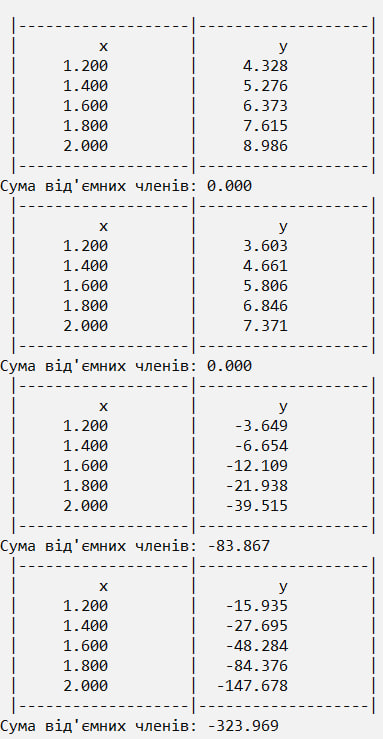 |-------------------|-------------------|
|         x         |         y         |
|     1.200         |     4.328         |
|     1.400         |     5.276         |
|     1.600         |     6.373         |
|     1.800         |     7.615         |
|     2.000         |     8.986         |
|-------------------|-------------------|
Сума від'ємних членів: 0.000
|-------------------|-------------------|
|         x         |         y         |
|     1.200         |     3.603         |
|     1.400         |     4.661         |
|     1.600         |     5.806         |
|     1.800         |     6.846         |
|     2.000         |     7.371         |
|-------------------|-------------------|
Сума від'ємних членів: 0.000
|-------------------|-------------------|
|         x         |         y         |
|     1.200         |    -3.649         |
|     1.400         |    -6.654         |
|     1.600         |   -12.109         |
|     1.800         |   -21.938         |
|     2.000         |   -39.515         |
|-------------------|-------------------|
Сума від'ємних членів: -83.867
|-------------------|-------------------|
|         x         |         y         |
|     1.200         |   -15.935         |
|     1.400         |   -27.695         |
|     1.600         |   -48.284         |
|     1.800         |   -84.376         |
|     2.000         |  -147.678         |
|-------------------|-------------------|
Сума від'ємних членів: -323.969